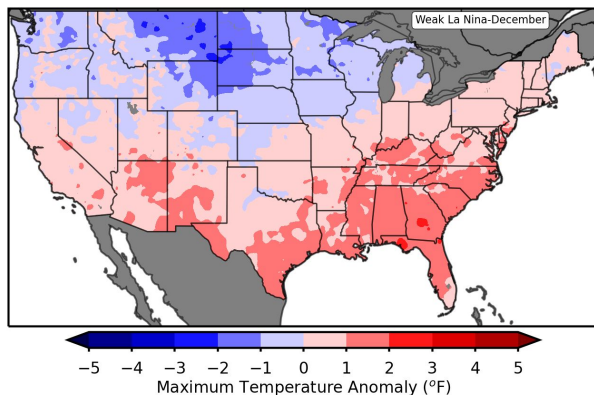 Weak La Nina-December
−5 −4 −3 −2 −1 0 1 2 3 4 5
Maximum Temperature Anomaly (°F)